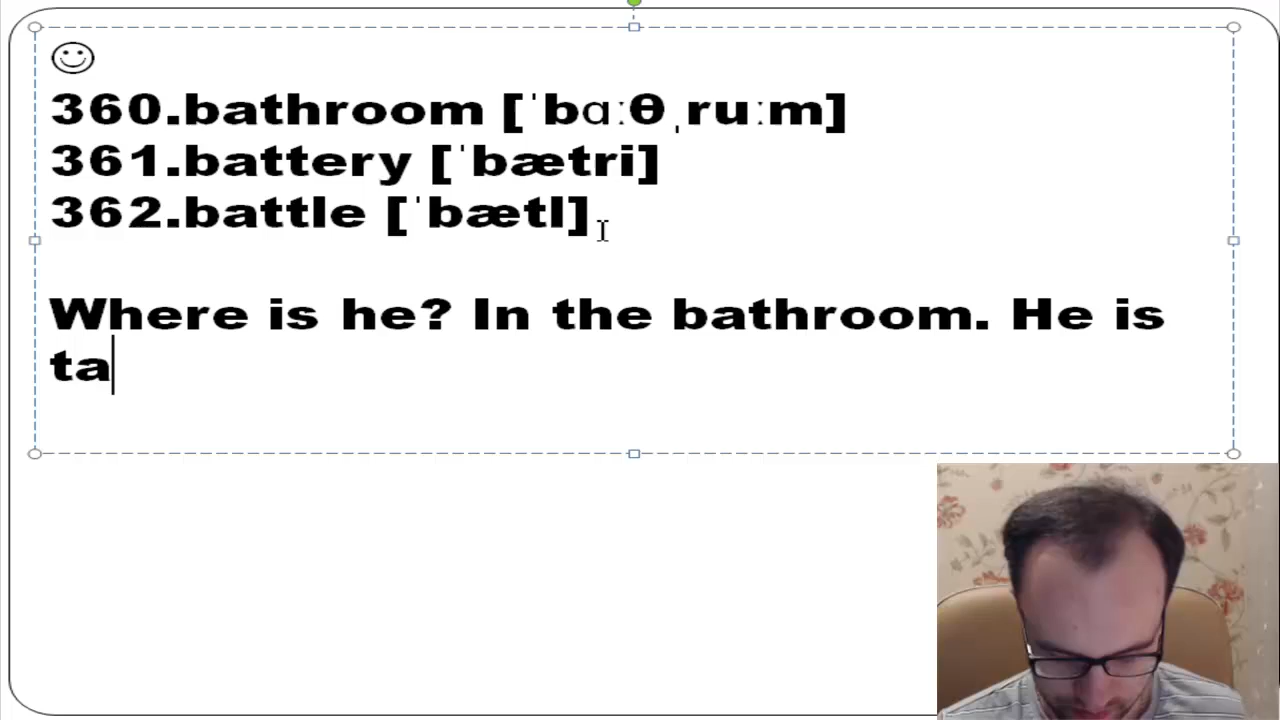 360.bathroom [ˈbɑːθˌruːm]
361.battery [ˈbætri]
362.battle [ˈbætl]
Where is he? In the bathroom. He is
ta